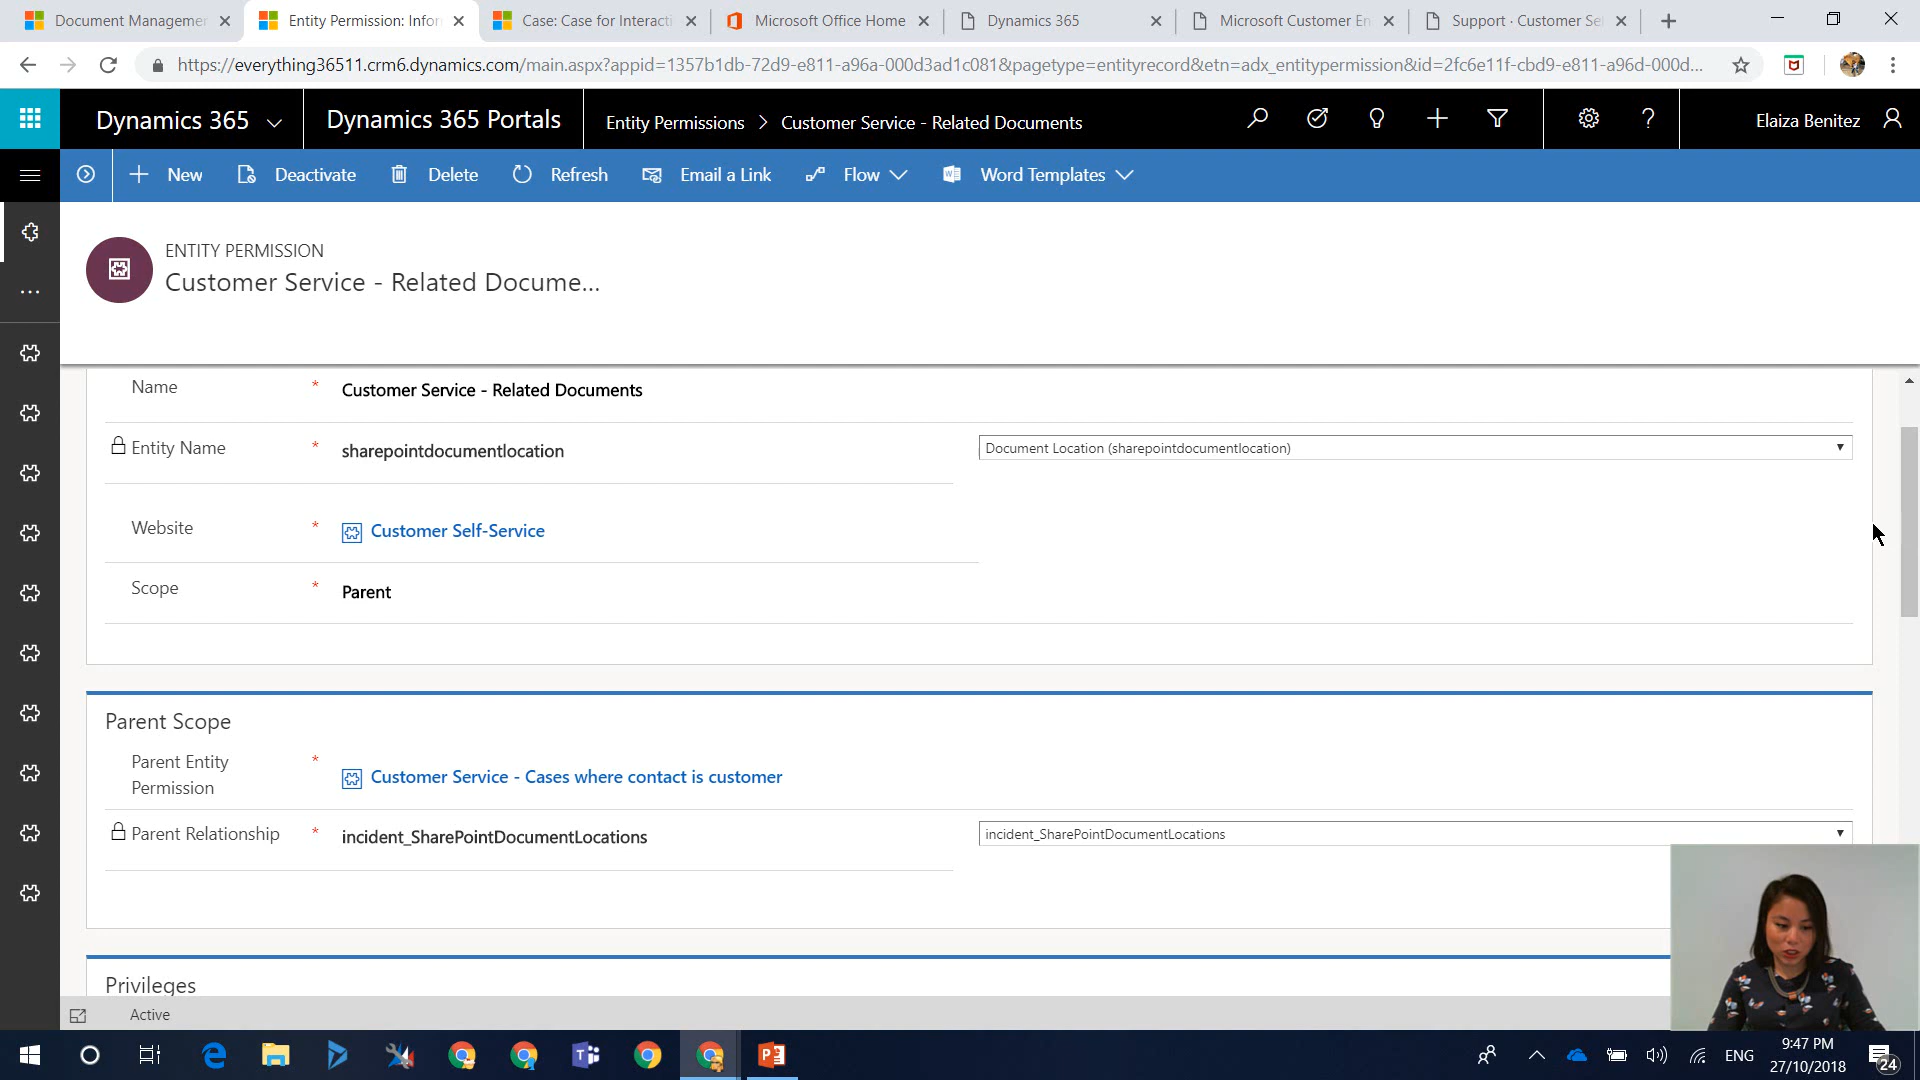 Document Managemen
Entity Permission: Infor
Case: Case for Interacti
Microsoft Office Home
Dynamics 365
Microsoft Customer En
Support · Customer Se
https://everything36511.crm6.dynamics.com/main.aspx?appid=1357b1db-72d9-e811-a96a-000d3ad1c081&pagetype=entityrecord&etn=adx_entitypermission&id=2fc6e11f-cbd9-e811-a96d-000d...
Dynamics 365
Dynamics 365 Portals
Entity Permissions > Customer Service - Related Documents
Elaiza Benitez
New
Deactivate
Delete
Refresh
Email a Link
Flow
Word Templates
ENTITY PERMISSION
Customer Service - Related Docume...
Name * Customer Service - Related Documents
Entity Name * sharepointdocumentlocation
Document Location (sharepointdocumentlocation)
Website * Customer Self-Service
Scope * Parent
Parent Scope
Parent Entity
Permission
* Customer Service - Cases where contact is customer
Parent Relationship * incident_SharePointDocumentLocations
incident_SharePointDocumentLocations
Privileges
Active
ENG
9:47 PM
27/10/2018
24